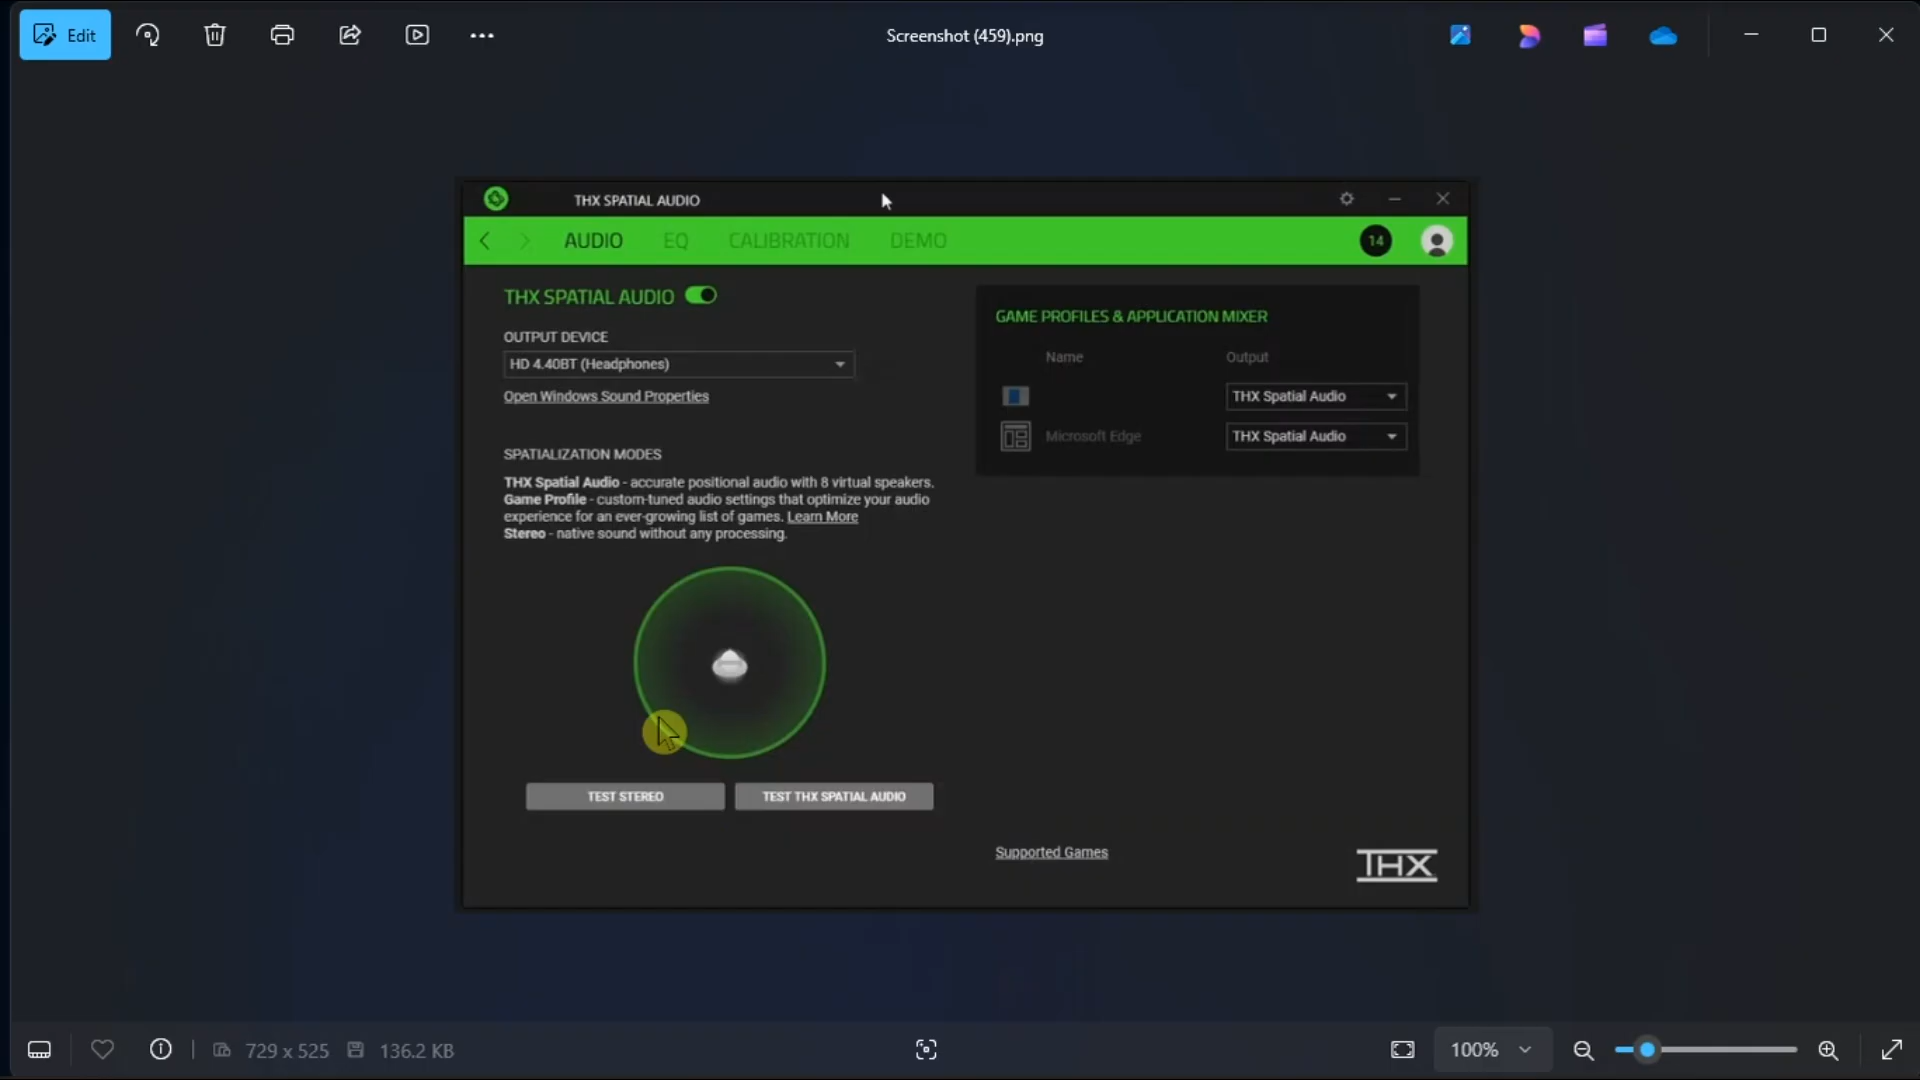 Edit
Screenshot (459).png
THX SPATIAL AUDIO
AUDIO EQ CALIBRATION DEMO
14
THX SPATIAL AUDIO
OUTPUT DEVICE
HD 4.40BT (Headphones)
Open Windows Sound Properties
SPATIALIZATION MODES
THX Spatial Audio - accurate positional audio with 8 virtual speakers.
Game Profile - custom-tuned audio settings that optimize your audio
experience for an ever-growing list of games. Learn More
Stereo - native sound without any processing.
TEST STEREO TEST THX SPATIAL AUDIO
GAME PROFILES & APPLICATION MIXER
Name Output
THX Spatial Audio
Microsoft Edge THX Spatial Audio
Supported Games
THX
729 x 525 136.2 KB
100%